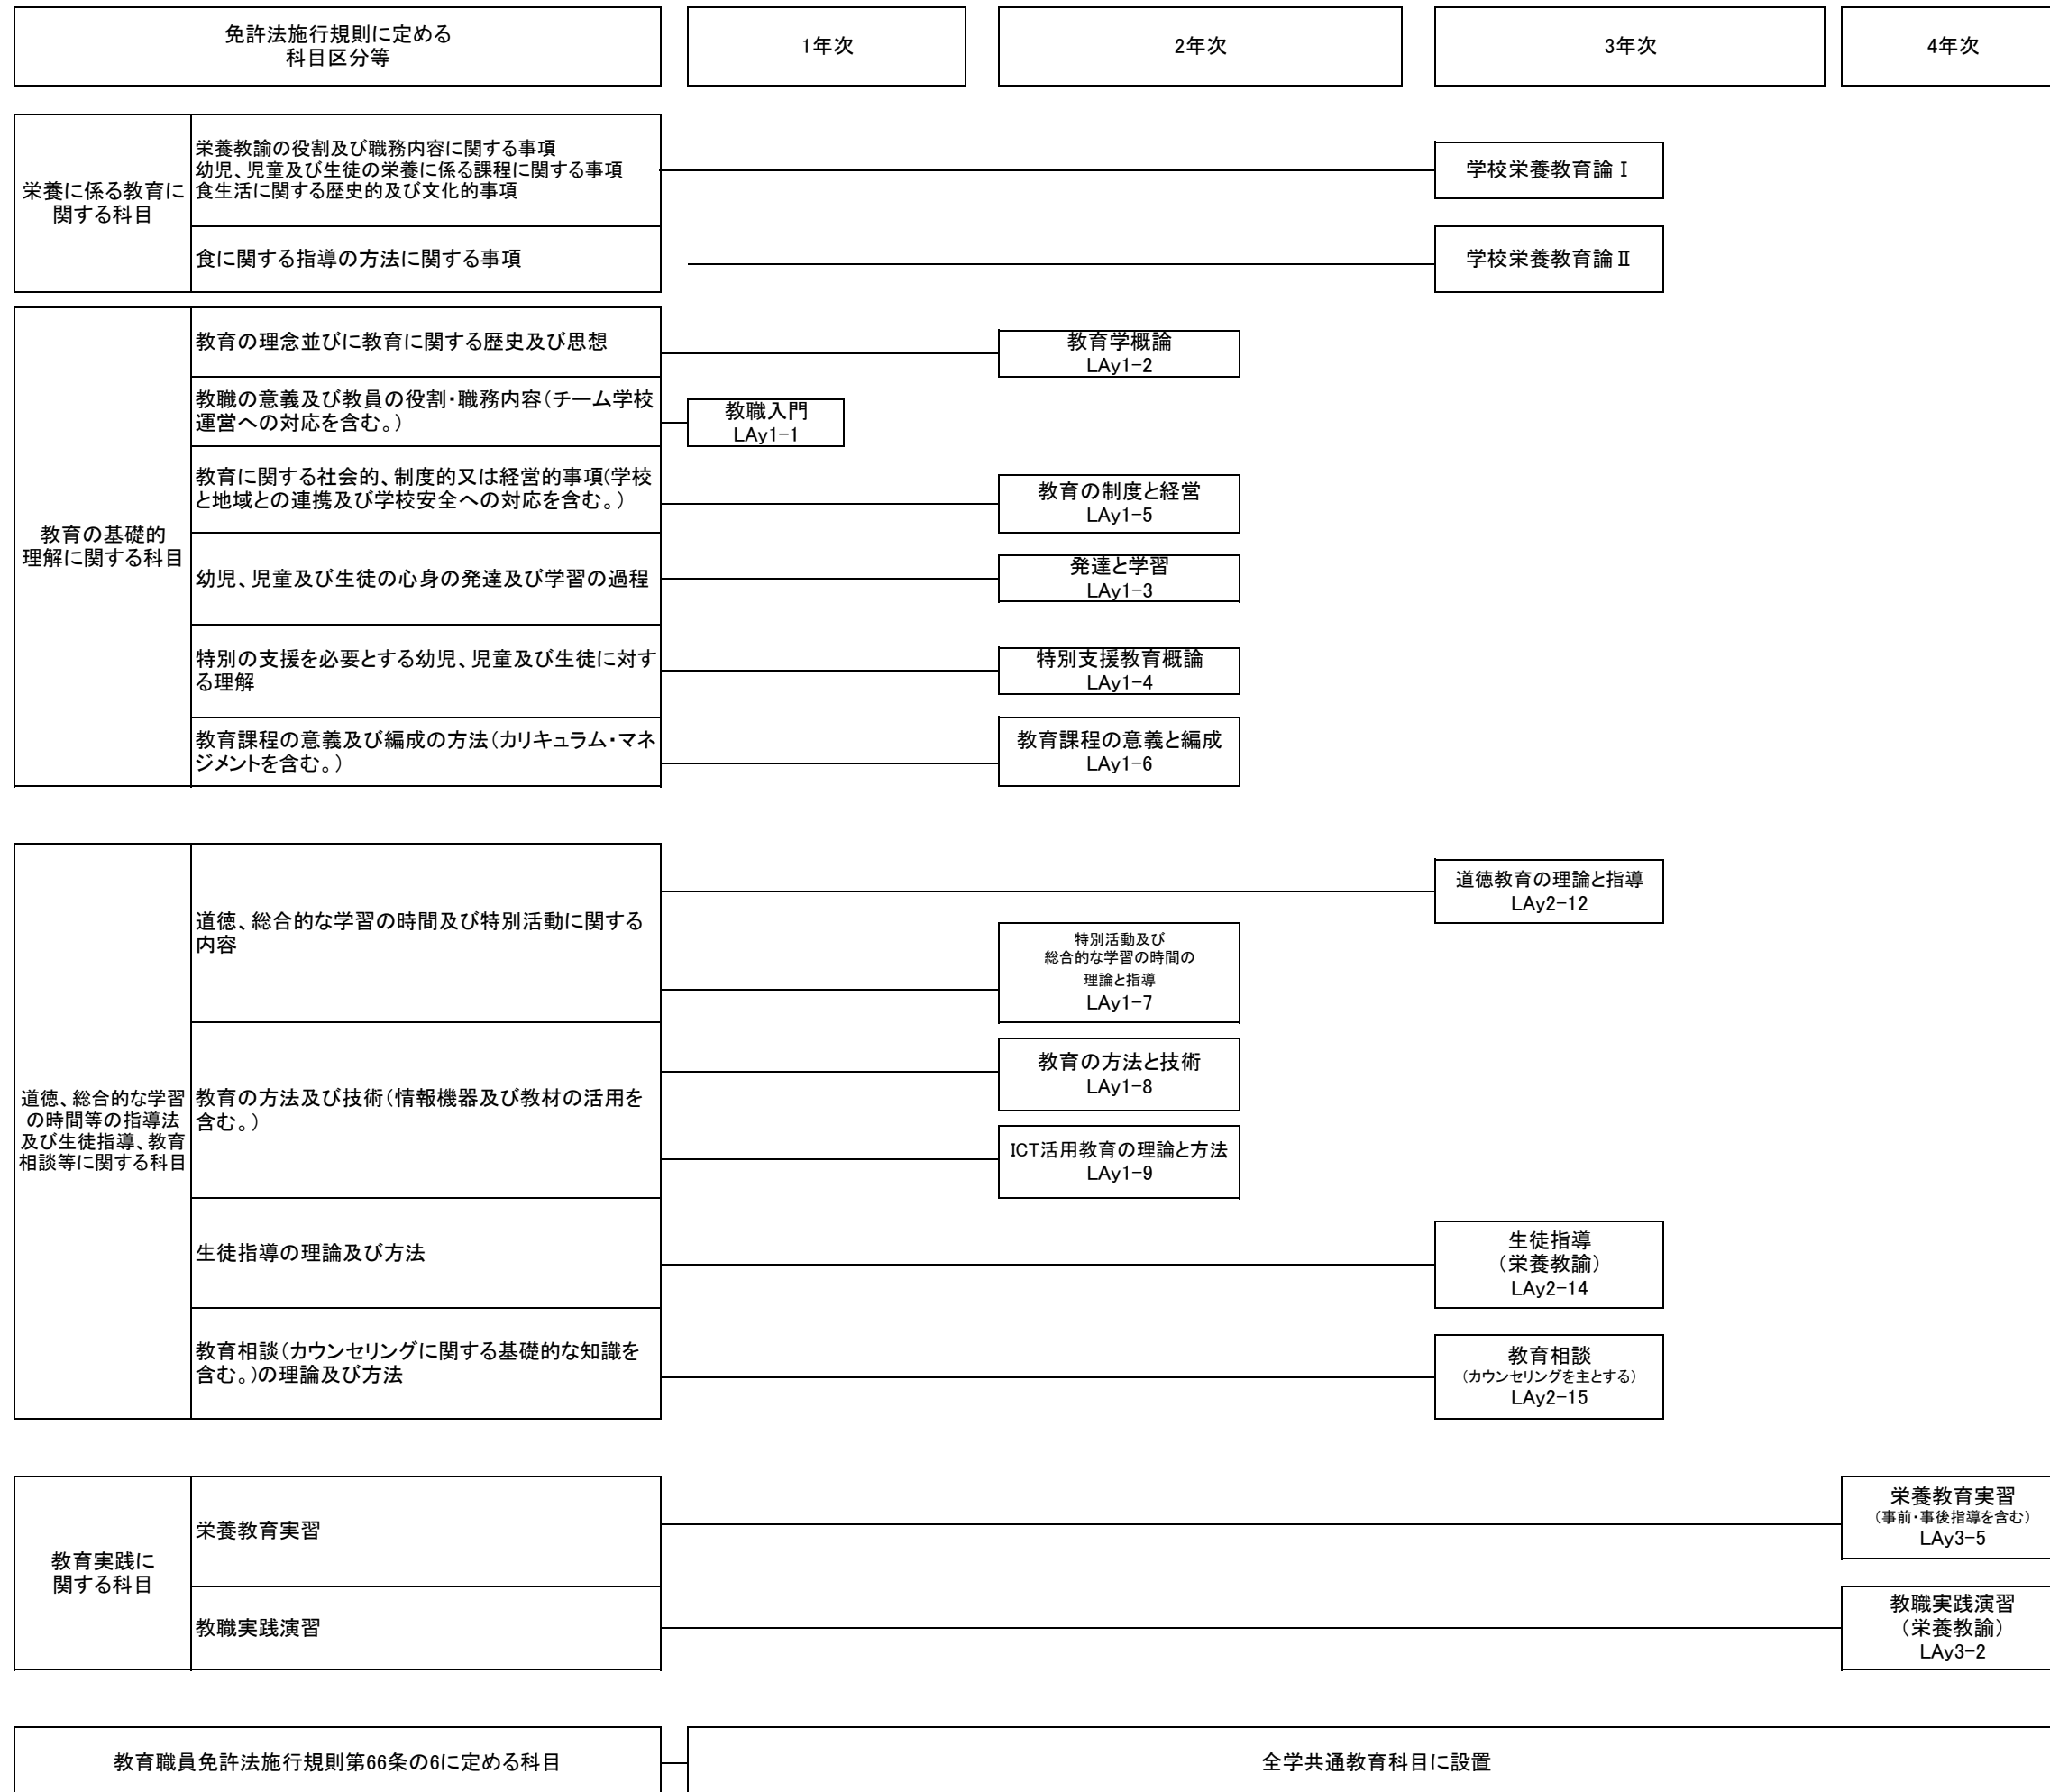 免許法施行規則に定める
科目区分等
1年次
2年次
3年次
4年次
栄養に係る教育に
関する科目
栄養教諭の役割及び職務内容に関する事項
幼児、児童及び生徒の栄養に係る課程に関する事項
食生活に関する歴史的及び文化的事項
学校栄養教育論Ⅰ
食に関する指導の方法に関する事項
学校栄養教育論Ⅱ
教育の基礎的
理解に関する科目
教育の理念並びに教育に関する歴史及び思想
教育学概論
LAy1-2
教職の意義及び教員の役割・職務内容(チーム学校
運営への対応を含む。)
教職入門
LAy1-1
教育に関する社会的、制度的又は経営的事項(学校
と地域との連携及び学校安全への対応を含む。)
教育の制度と経営
LAy1-5
幼児、児童及び生徒の心身の発達及び学習の過程
発達と学習
LAy1-3
特別の支援を必要とする幼児、児童及び生徒に対す
る理解
特別支援教育概論
LAy1-4
教育課程の意義及び編成の方法(カリキュラム・マネ
ジメントを含む。)
教育課程の意義と編成
LAy1-6
道徳、総合的な学習
の時間等の指導法
及び生徒指導、教育
相談等に関する科目
道徳、総合的な学習の時間及び特別活動に関する
内容
道徳教育の理論と指導
LAy2-12
特別活動及び
総合的な学習の時間の
理論と指導
LAy1-7
教育の方法及び技術(情報機器及び教材の活用を
含む。)
教育の方法と技術
LAy1-8
ICT活用教育の理論と方法
LAy1-9
生徒指導の理論及び方法
生徒指導
(栄養教諭)
LAy2-14
教育相談(カウンセリングに関する基礎的な知識を
含む。)の理論及び方法
教育相談
(カウンセリングを主とする)
LAy2-15
教育実践に
関する科目
栄養教育実習
栄養教育実習
(事前・事後指導を含む)
LAy3-5
教職実践演習
教職実践演習
(栄養教諭)
LAy3-2
教育職員免許法施行規則第66条の6に定める科目
全学共通教育科目に設置